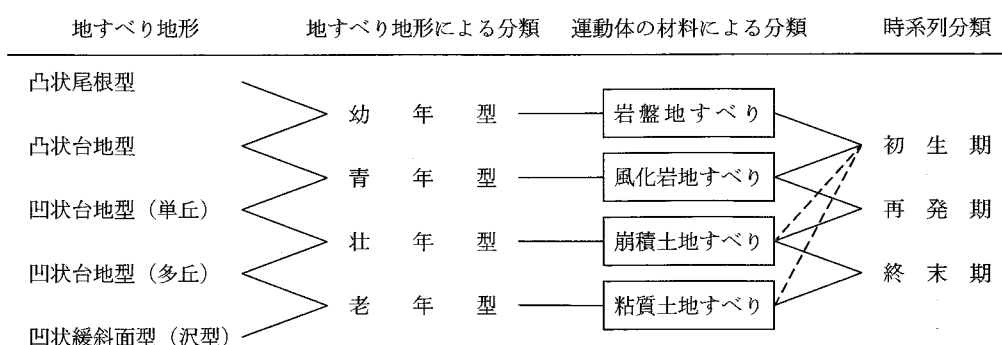 地すべり地形 地すべり地形による分類 運動体の材料による分類 時系列分類
凸状尾根型
幼年型 岩盤地すべり
凸状台地型 初生期
青年型 風化岩地すべり
凹状台地型（単丘） 再発期
壮年型 崩積土地すべり
凹状台地型（多丘） 終末期
老年型 粘質土地すべり
凹状緩斜面型（沢型）